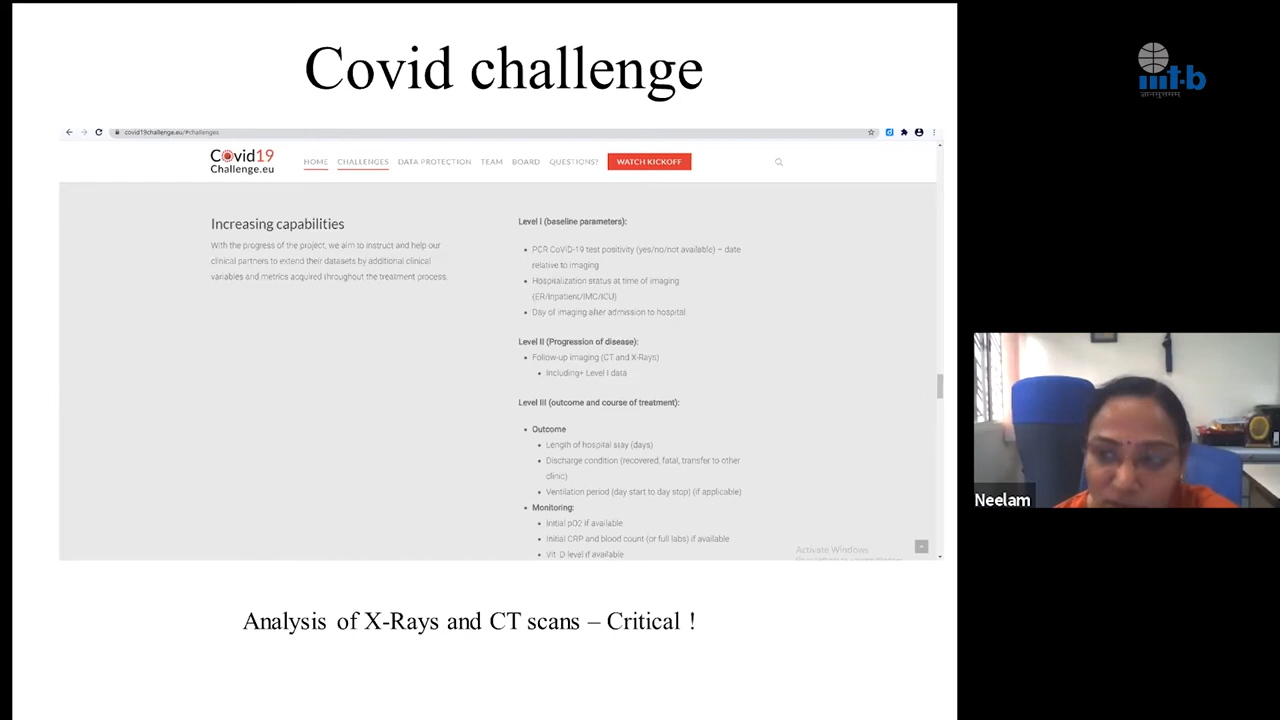 Covid challenge
iiit-b
ज्ञानमुत्तमम्
covid19challenge.eu/#challenges
Covid19
Challenge.eu
HOME CHALLENGES DATA PROTECTION TEAM BOARD QUESTIONS? WATCH KICKOFF
Increasing capabilities
With the progress of the project, we aim to instruct and help our
clinical partners to extend their datasets by additional clinical
variables and metrics acquired throughout the treatment process.
Level I (baseline parameters):
PCR CoViD-19 test positivity (yes/no/not available) – date
relative to imaging
Hospitalization status at time of imaging
(ER/Inpatient/IMC/ICU)
Day of imaging after admission to hospital
Level II (Progression of disease):
Follow-up imaging (CT and X-Rays)
Including+ Level I data
Level III (outcome and course of treatment):
Outcome
Length of hospital stay (days)
Discharge condition (recovered, fatal, transfer to other
clinic)
Ventilation period (day start to day stop) (if applicable)
Monitoring:
Initial pO2 if available
Initial CRP and blood count (or full labs) if available
Vit D level if available
Activate Windows
Analysis of X-Rays and CT scans – Critical !
Neelam